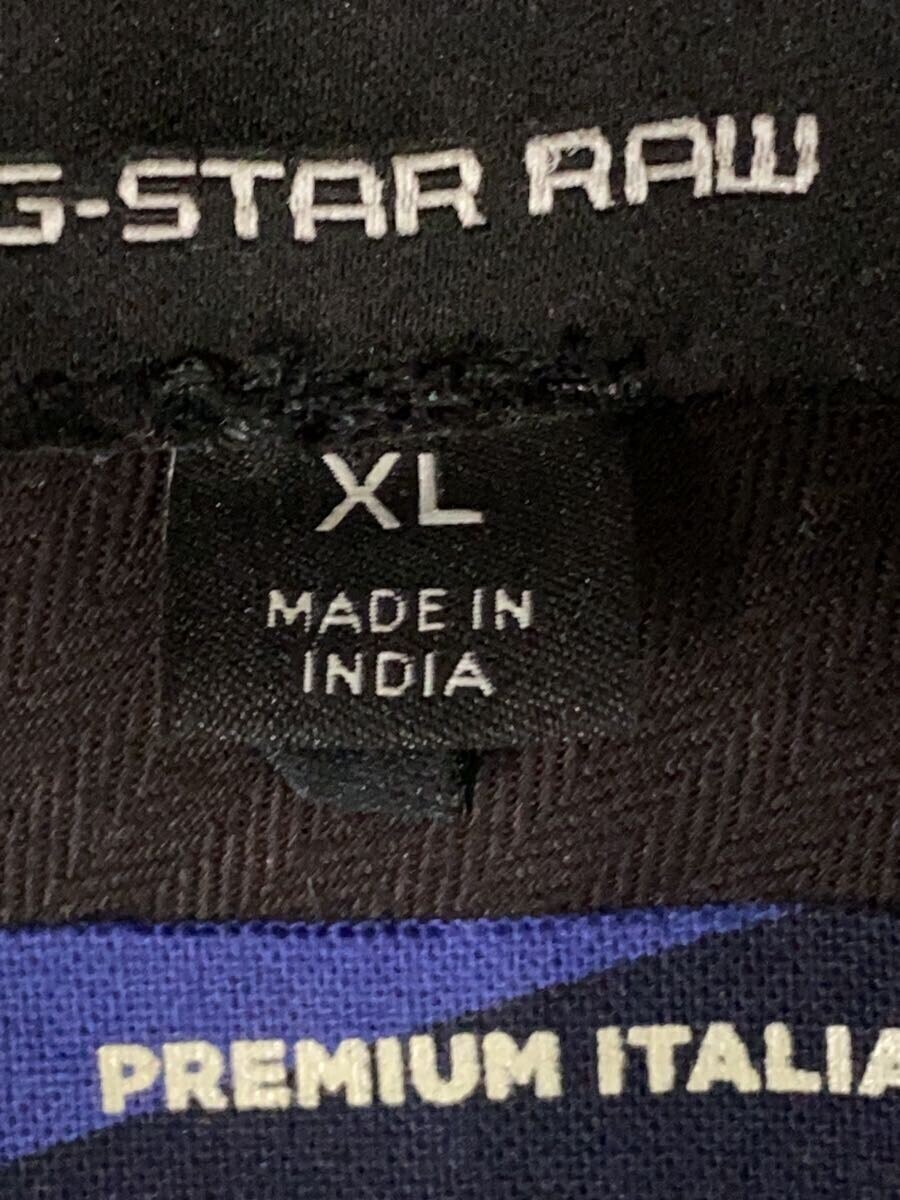 G-STAR RAW
XL
MADE IN
INDIA
PREMIUM ITALIA